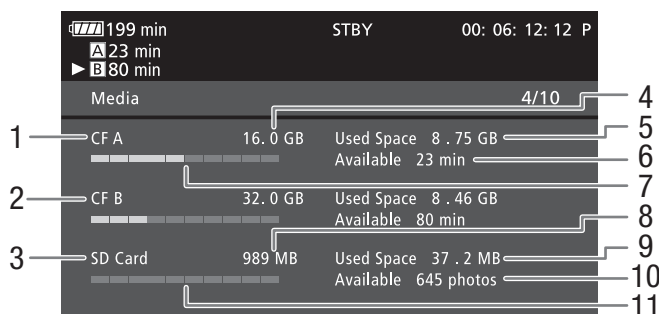 199 min STBY 00: 06: 12: 12 P
A 23 min
B 80 min
Media 4/10
4
5
1 CF A 16. 0 GB Used Space 8 . 75 GB
Available 23 min 6
7
2 CF B 32. 0 GB Used Space 8 . 46 GB
Available 80 min
8
3 SD Card 989 MB Used Space 37 . 2 MB 9
Available 645 photos 10
11